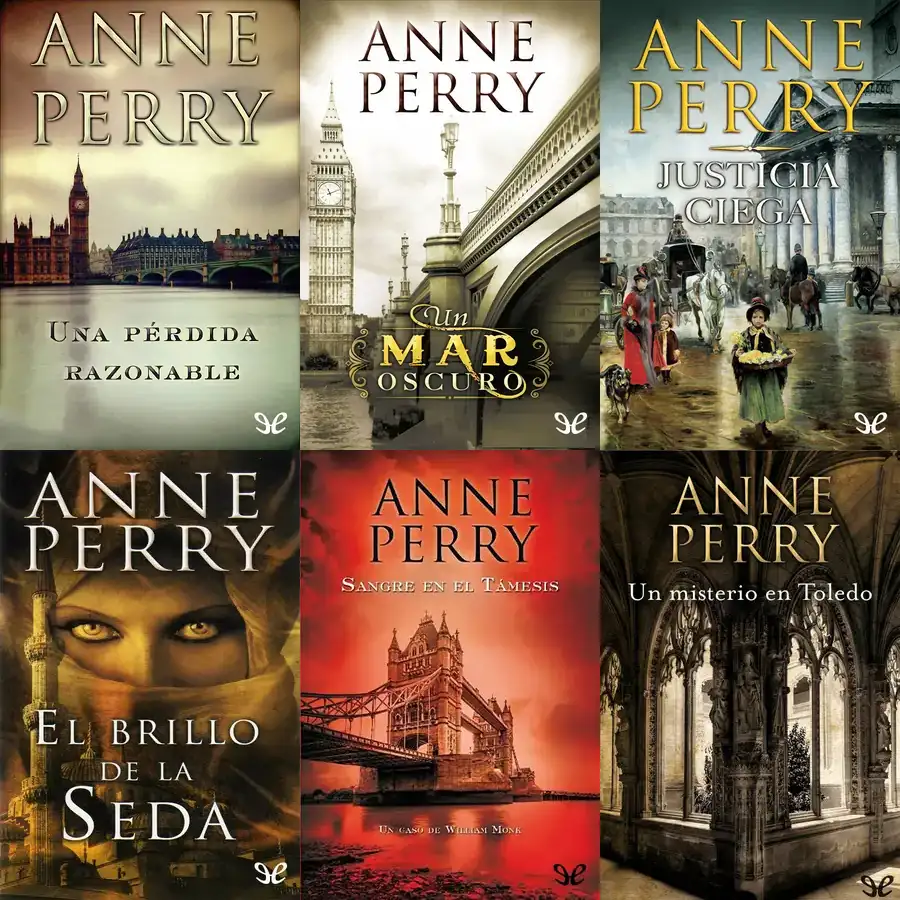 ANNE
PERRY
UNA PÉRDIDA
RAZONABLE
ANNE
PERRY
Un
MAR
OSCURO
ANNE
PERRY
JUSTICIA
CIEGA
ANNE
PERRY
EL BRILLO
DE LA
SEDA
ANNE
PERRY
SANGRE EN EL TÁMESIS
UN CASO DE WILLIAM MONK
ANNE
PERRY
Un misterio en Toledo